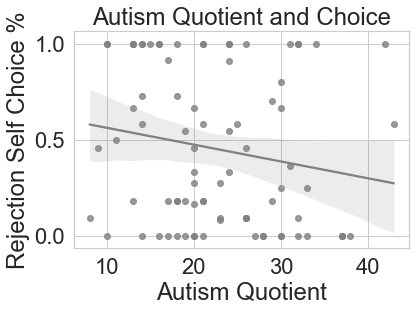 Autism Quotient and Choice
Rejection Self Choice %
1.0
0.5
0.0
10 20 30 40
Autism Quotient